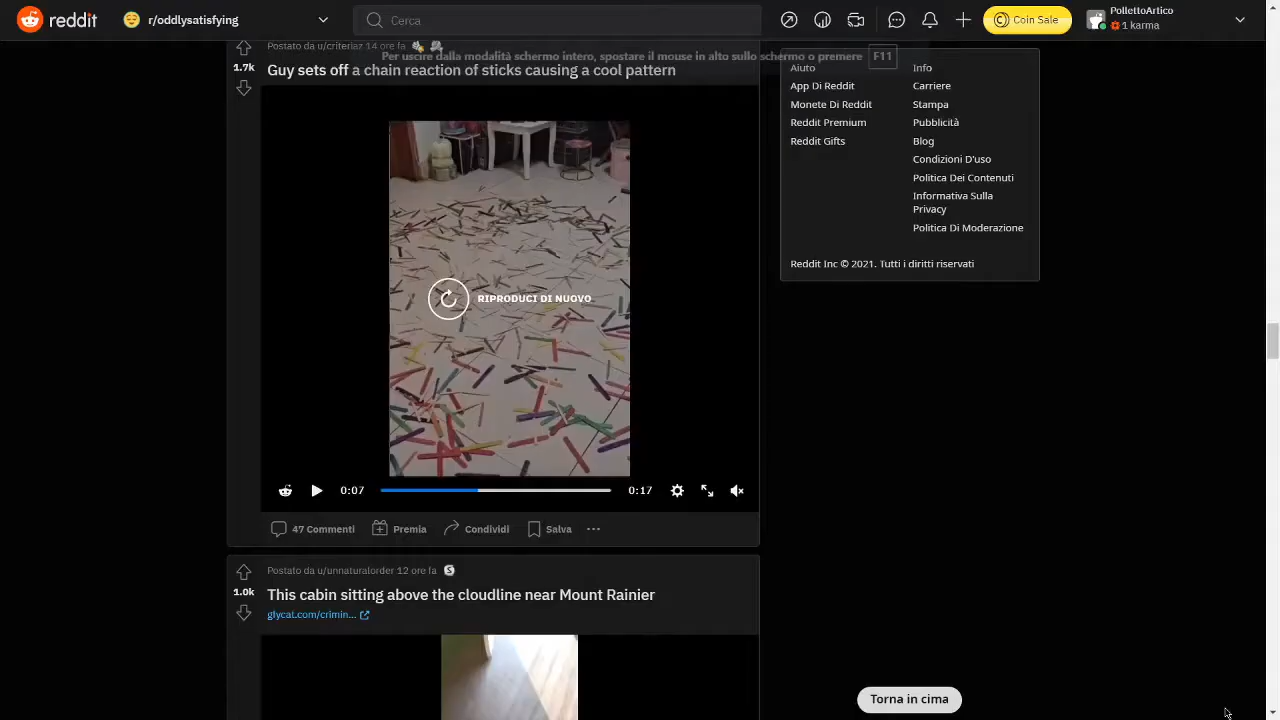 reddit
r/oddlysatisfying
Cerca
Coin Sale
PollettoArtico
1 karma
Postato da u/criteriaz 14 ore fa
Per uscire dalla modalità schermo intero, spostare il mouse in alto sullo schermo o premere F11
1.7k
Guy sets off a chain reaction of sticks causing a cool pattern
RIPRODUCI DI NUOVO
0:07
0:17
47 Commenti
Premia
Condividi
Salva
Postato da u/unnaturalorder 12 ore fa
1.0k
This cabin sitting above the cloudline near Mount Rainier
glycat.com/crimin...
Aiuto
App Di Reddit
Monete Di Reddit
Reddit Premium
Reddit Gifts
Info
Carriere
Stampa
Pubblicità
Blog
Condizioni D'uso
Politica Dei Contenuti
Informativa Sulla
Privacy
Politica Di Moderazione
Reddit Inc © 2021. Tutti i diritti riservati
Torna in cima